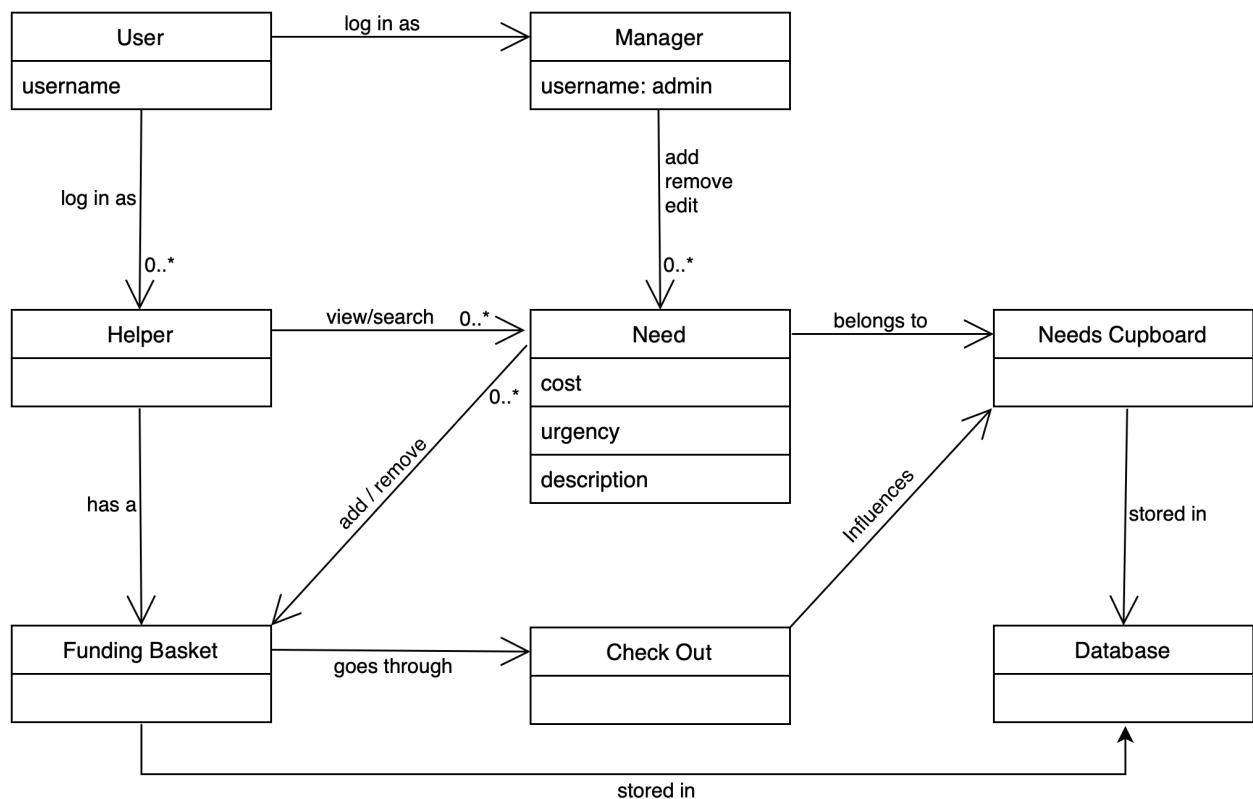 User
log in as
Manager
username
username: admin
add
remove
edit
log in as
0..*
0..*
Helper
view/search
0..*
Need
belongs to
Needs Cupboard
cost
0..*
urgency
description
add / remove
Influences
has a
stored in
Funding Basket
goes through
Check Out
Database
stored in